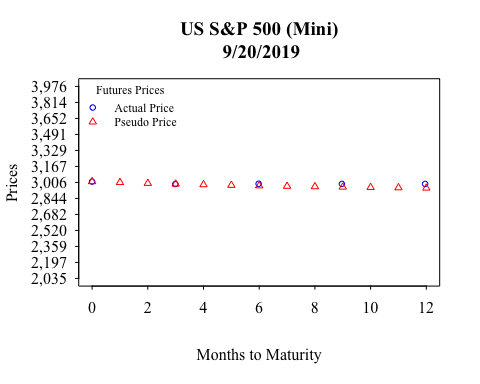 US S&P 500 (Mini)
9/20/2019
Futures Prices
Actual Price
Pseudo Price
Prices
3,976
3,814
3,652
3,491
3,329
3,167
3,006
2,844
2,682
2,520
2,359
2,197
2,035
0 2 4 6 8 10 12
Months to Maturity